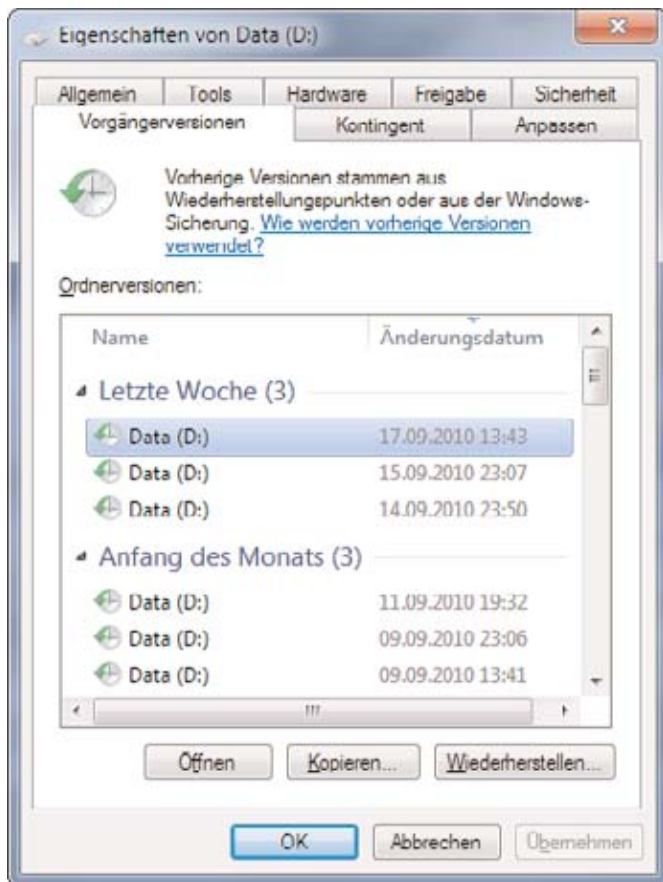 Eigenschaften von Data (D:)
Allgemein Tools Hardware Freigabe Sicherheit
Vorgängerversionen Kontingent Anpassen
Vorherige Versionen stammen aus
Wiederherstellungspunkten oder aus der Windows-
Sicherung. Wie werden vorherige Versionen
verwendet?
Ordnerversionen:
Name Änderungsdatum
Letzte Woche (3)
Data (D:) 17.09.2010 13:43
Data (D:) 15.09.2010 23:07
Data (D:) 14.09.2010 23:50
Anfang des Monats (3)
Data (D:) 11.09.2010 19:32
Data (D:) 09.09.2010 23:06
Data (D:) 09.09.2010 13:41
Öffnen Kopieren... Wiederherstellen...
OK Abbrechen Übernehmen